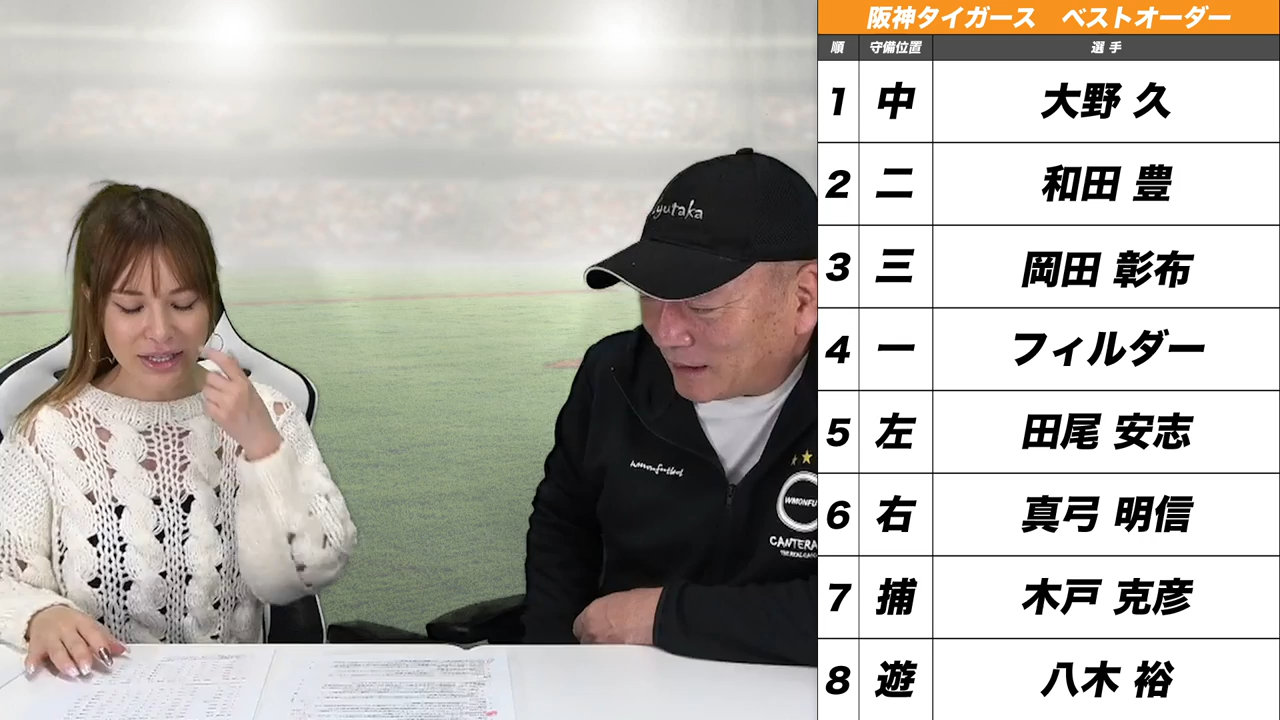 阪神タイガース ベストオーダー
順 守備位置 選手
1 中 大野 久
2 二 和田 豊
3 三 岡田 彰布
4 一 フィルダー
5 左 田尾 安志
6 右 真弓 明信
7 捕 木戸 克彦
8 遊 八木 裕
yutaka
wmonfutbol
WMONFU
CANTERA